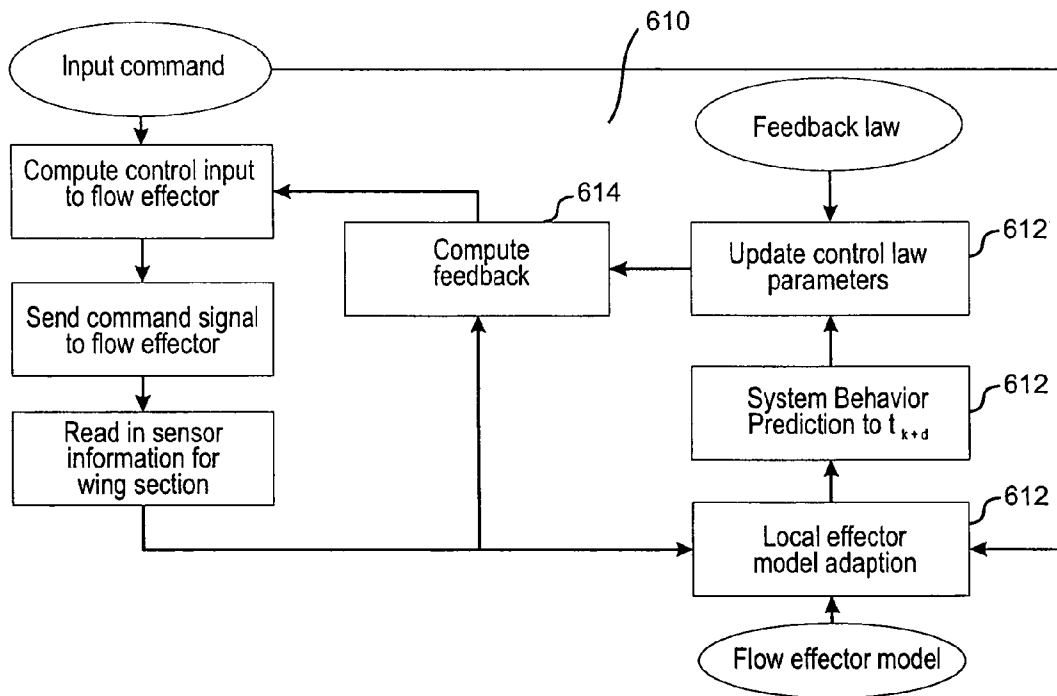 610
Input command
Feedback law
Compute control input
to flow effector
614
612
Compute
feedback
Update control law
parameters
Send command signal
to flow effector
612
System Behavior
Prediction to t k+d
Read in sensor
information for
wing section
612
Local effector
model adaption
Flow effector model